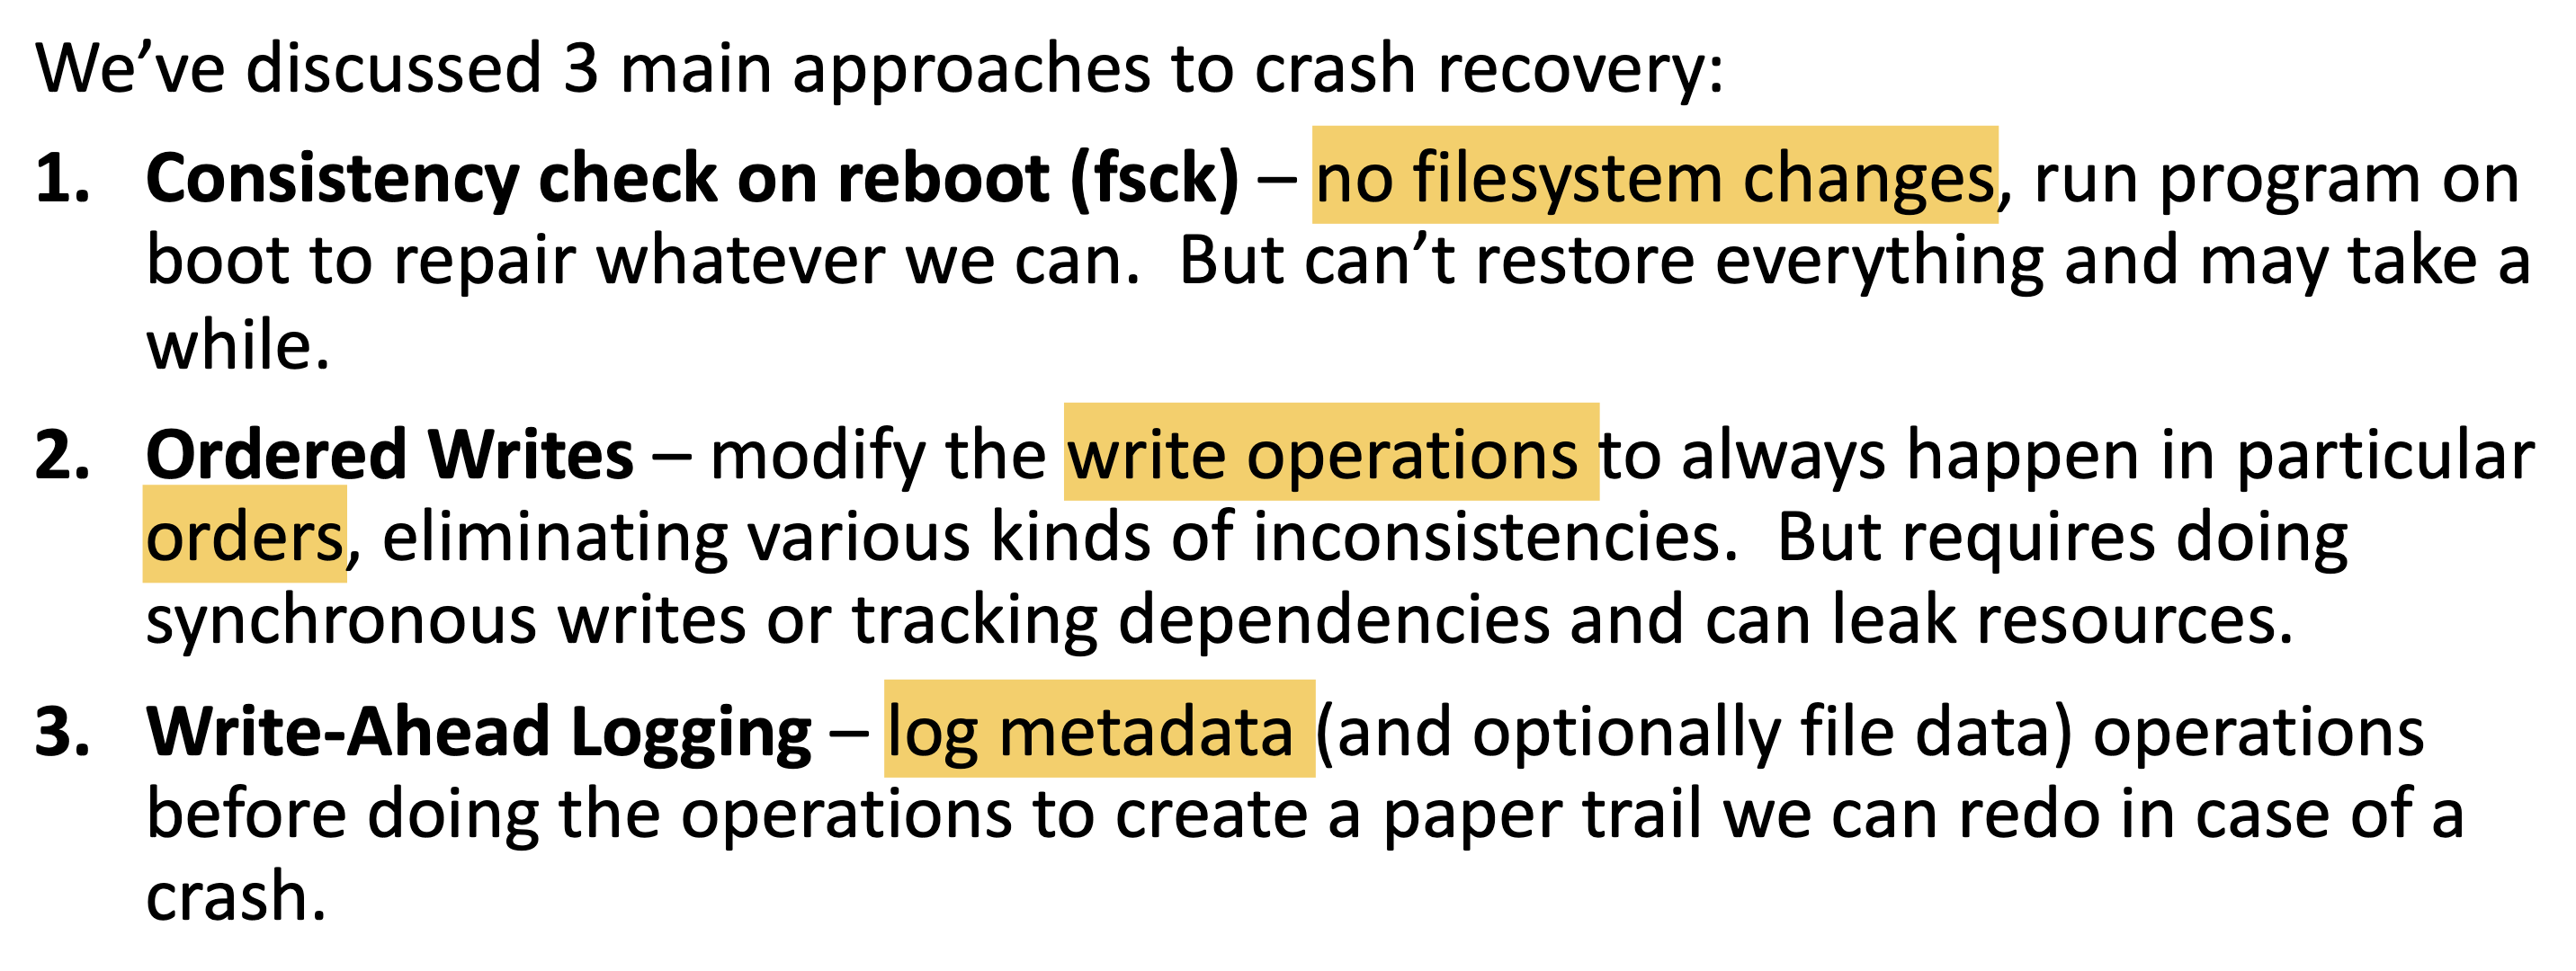 We’ve discussed 3 main approaches to crash recovery:
1. Consistency check on reboot (fsck) – no filesystem changes, run program on
boot to repair whatever we can.  But can’t restore everything and may take a
while.
2. Ordered Writes – modify the write operations to always happen in particular
orders, eliminating various kinds of inconsistencies.  But requires doing
synchronous writes or tracking dependencies and can leak resources.
3. Write-Ahead Logging – log metadata (and optionally file data) operations
before doing the operations to create a paper trail we can redo in case of a
crash.